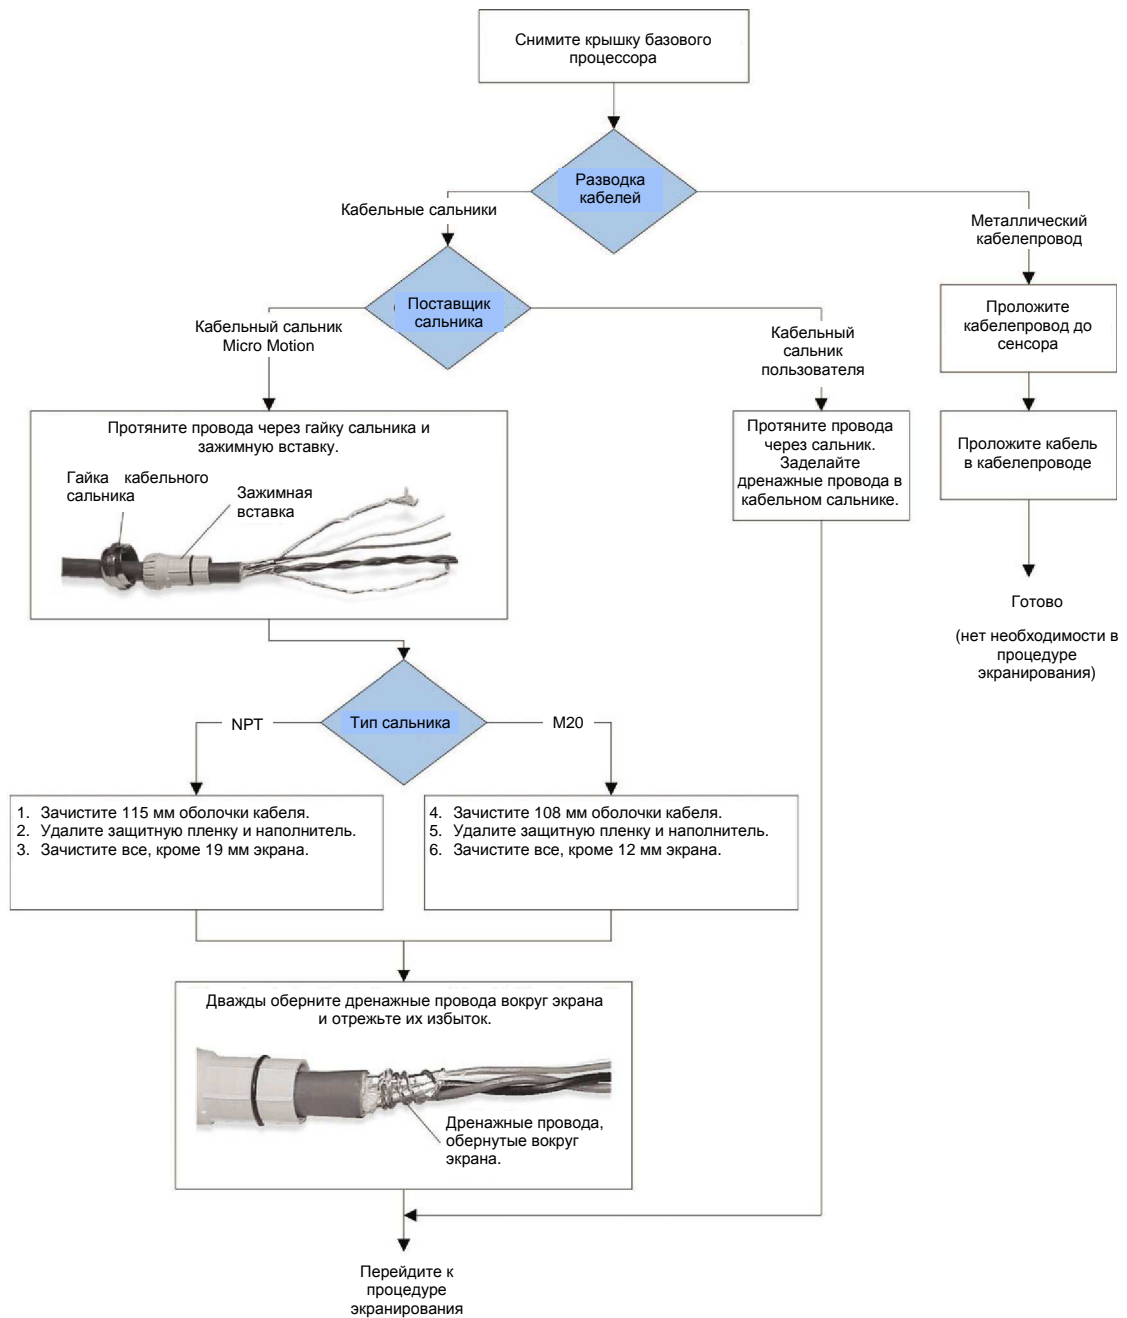 Снимите крышку базового
процессора
Разводка
кабелей
Кабельные сальники
Металлический
кабелепровод
Поставщик
сальника
Кабельный сальник
Micro Motion
Кабельный
сальник
пользователя
Проложите
кабелепровод до
сенсора
Протяните провода через гайку сальника и
зажимную вставку.
Гайка кабельного
сальника
Зажимная
вставка
Протяните провода
через сальник.
Заделайте
дренажные провода в
кабельном сальнике.
Проложите кабель
в кабелепроводе
Готово
(нет необходимости в
процедуре
экранирования)
Тип сальника
NPT
M20
1. Зачистите 115 мм оболочки кабеля.
2. Удалите защитную пленку и наполнитель.
3. Зачистите все, кроме 19 мм экрана.
4. Зачистите 108 мм оболочки кабеля.
5. Удалите защитную пленку и наполнитель.
6. Зачистите все, кроме 12 мм экрана.
Дважды оберните дренажные провода вокруг экрана
и отрежьте их избыток.
Дренажные провода,
обернутые вокруг
экрана.
Перейдите к
процедуре
экранирования